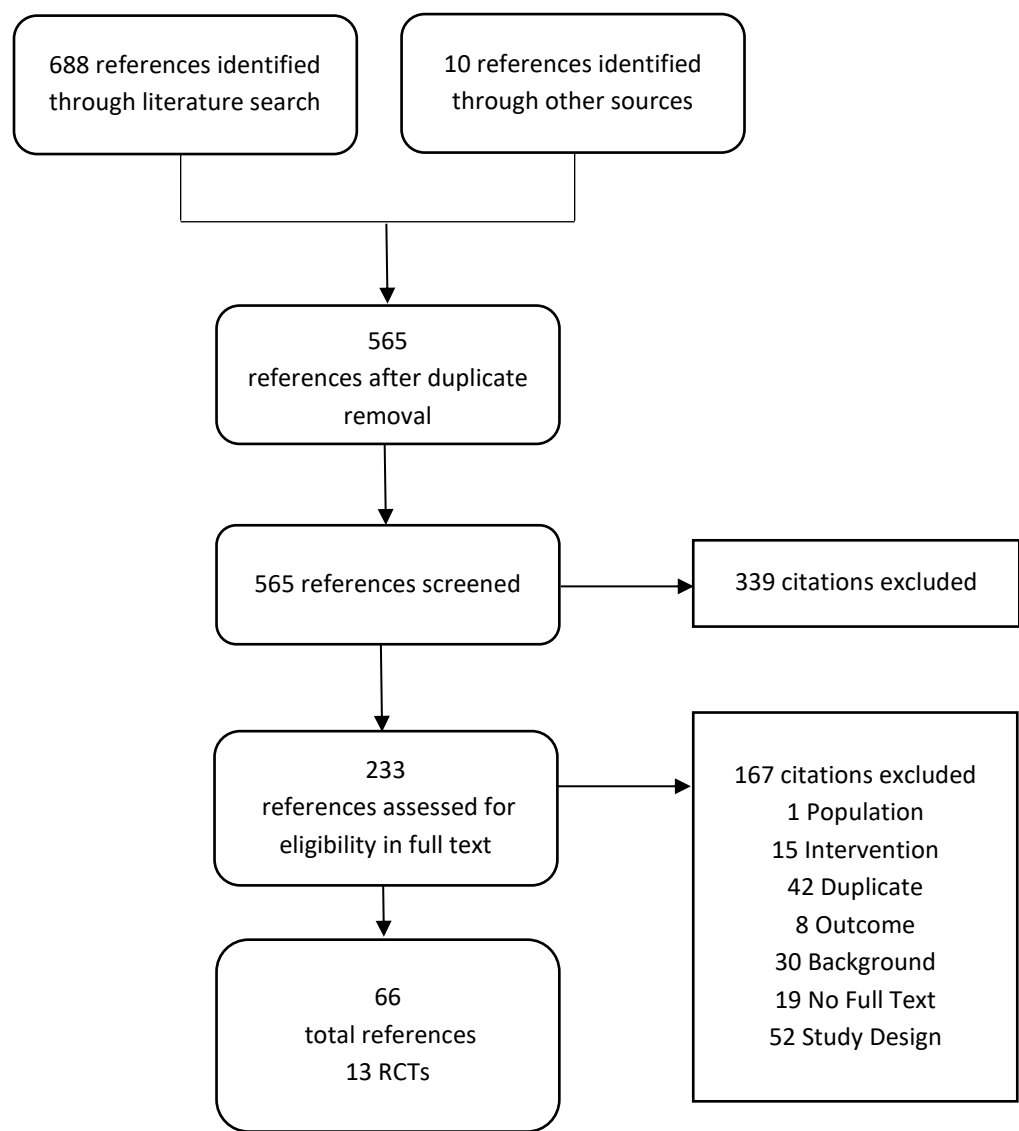 688 references identified
through literature search
10 references identified
through other sources
565
references after duplicate
removal
565 references screened
339 citations excluded
233
references assessed for
eligibility in full text
167 citations excluded
1 Population
15 Intervention
42 Duplicate
8 Outcome
30 Background
19 No Full Text
52 Study Design
66
total references
13 RCTs